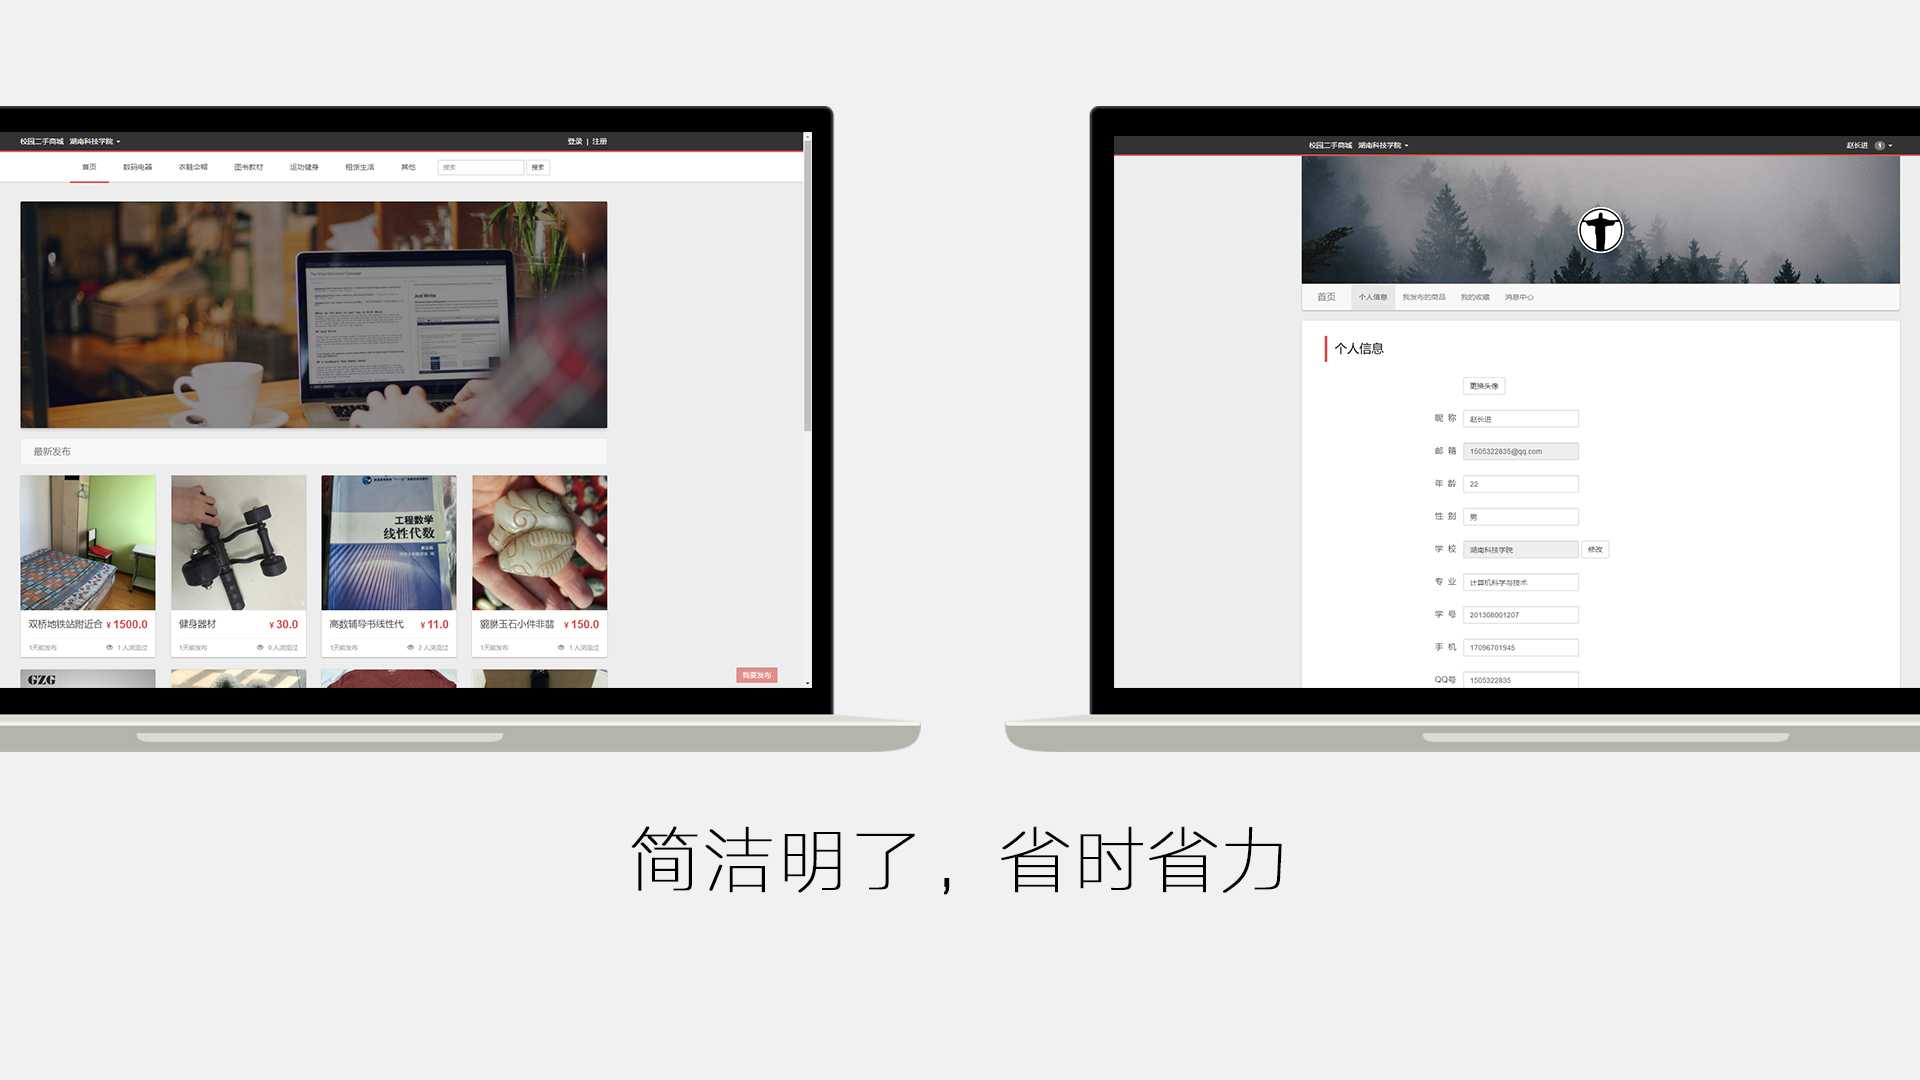 校园二手商城 湖南科技学院
登录 | 注册
首页 数码电器 衣鞋伞帽 图书教材 运动健身 租赁生活 其他 搜索 搜索
And Write
最新发布
工程数学
线性代数
双桥地铁站附近合 ¥ 1500.0
1天前发布 1 人浏览过
健身器材 ¥ 30.0
1天前发布 0 人浏览过
高数辅导书线性代 ¥ 11.0
1天前发布 2 人浏览过
貔貅玉石小件非翡 ¥ 150.0
1天前发布 1 人浏览过
GZG
我要发布
校园二手商城 湖南科技学院
赵长进 1
首页 个人信息 我发布的商品 我的收藏 消息中心
个人信息
更换头像
昵 称 赵长进
邮 箱 1505322835@qq.com
年 龄 22
性 别 男
学 校 湖南科技学院 修改
专 业 计算机科学与技术
学 号 201308001207
手 机 17096701945
QQ号 1505322835
简洁明了，省时省力